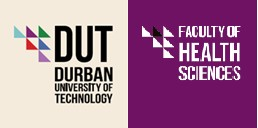 DUT
DURBAN
UNIVERSITY OF
TECHNOLOGY
FACULTY OF
HEALTH
SCIENCES